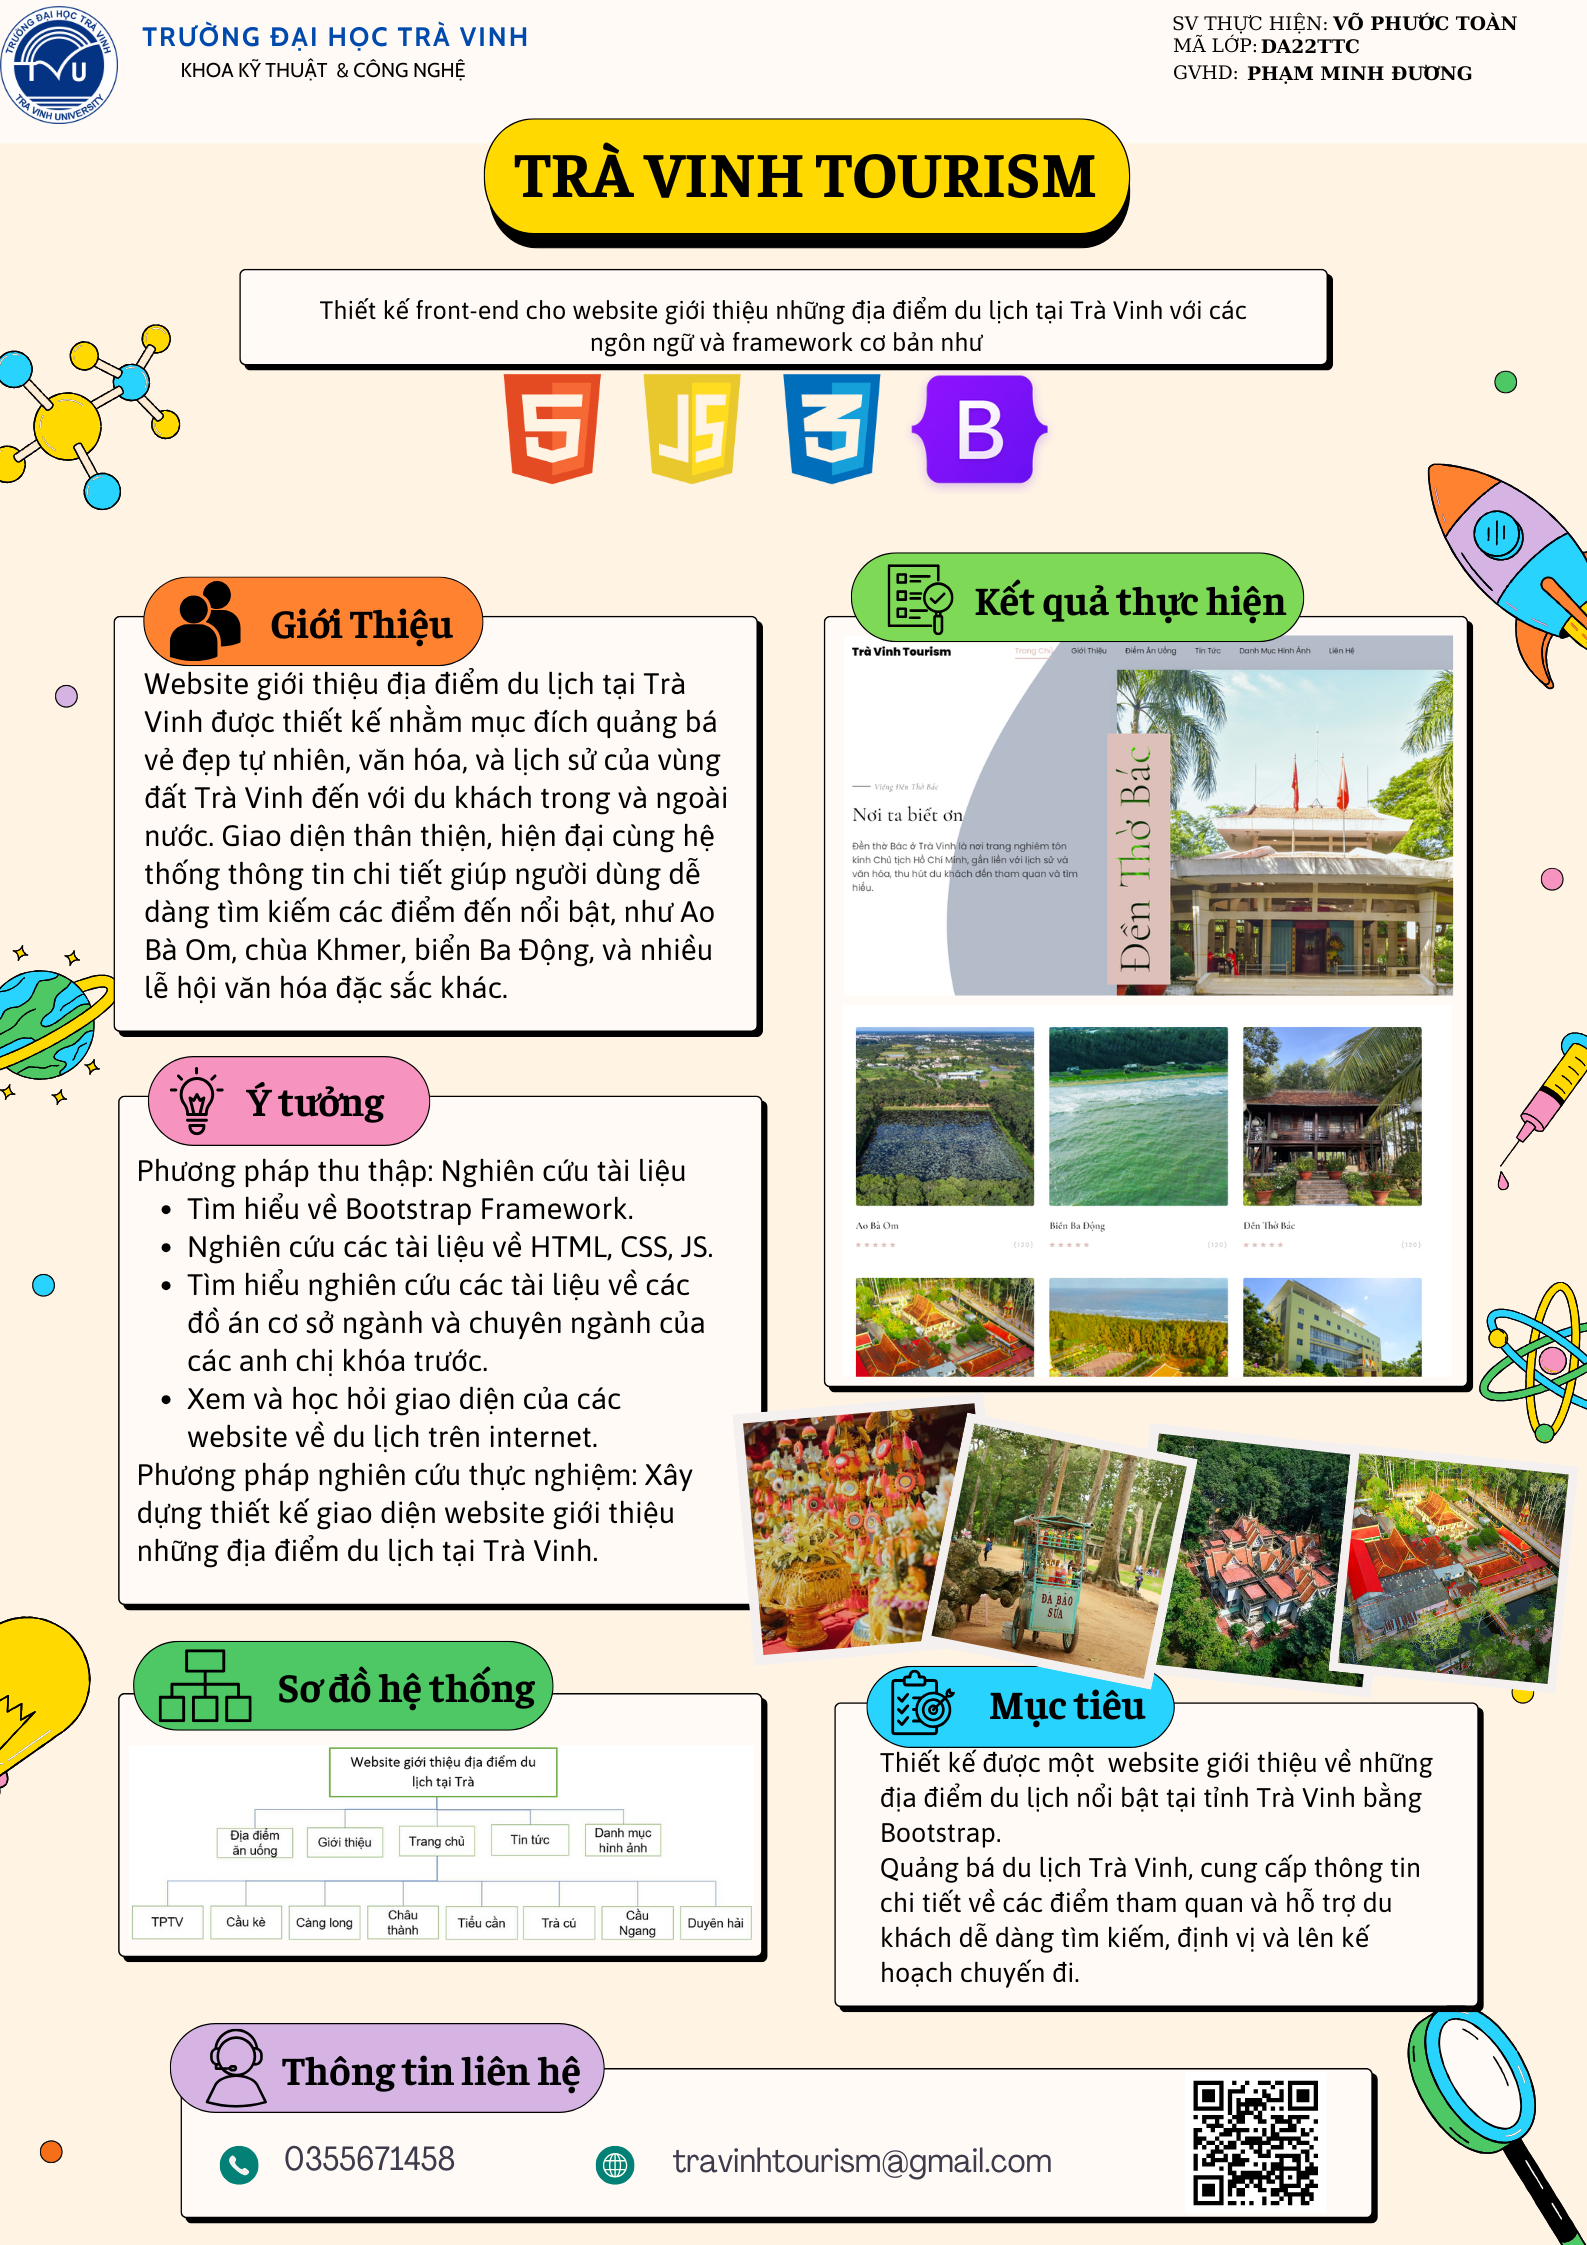 TRƯỜNG ĐẠI HỌC TRÀ VINH
TVU
TRA VINH UNIVERSITY
TRƯỜNG ĐẠI HỌC TRÀ VINH
KHOA KỸ THUẬT & CÔNG NGHỆ
SV THỰC HIỆN: VÕ PHƯỚC TOÀN
MÃ LỚP: DA22TTC
GVHD: PHẠM MINH ĐƯƠNG
TRÀ VINH TOURISM
Thiết kế front-end cho website giới thiệu những địa điểm du lịch tại Trà Vinh với các
ngôn ngữ và framework cơ bản như
5 JS 3 B
Giới Thiệu
Website giới thiệu địa điểm du lịch tại Trà
Vinh được thiết kế nhằm mục đích quảng bá
vẻ đẹp tự nhiên, văn hóa, và lịch sử của vùng
đất Trà Vinh đến với du khách trong và ngoài
nước. Giao diện thân thiện, hiện đại cùng hệ
thống thông tin chi tiết giúp người dùng dễ
dàng tìm kiếm các điểm đến nổi bật, như Ao
Bà Om, chùa Khmer, biển Ba Động, và nhiều
lễ hội văn hóa đặc sắc khác.
Ý tưởng
Phương pháp thu thập: Nghiên cứu tài liệu
• Tìm hiểu về Bootstrap Framework.
• Nghiên cứu các tài liệu về HTML, CSS, JS.
• Tìm hiểu nghiên cứu các tài liệu về các
đồ án cơ sở ngành và chuyên ngành của
các anh chị khóa trước.
• Xem và học hỏi giao diện của các
website về du lịch trên internet.
Phương pháp nghiên cứu thực nghiệm: Xây
dựng thiết kế giao diện website giới thiệu
những địa điểm du lịch tại Trà Vinh.
Sơ đồ hệ thống
Website giới thiệu địa điểm du
lịch tại Trà
Địa điểm
ăn uống
Giới thiệu
Trang chủ
Tin tức
Danh mục
hình ảnh
TPTV
Cầu kè
Càng long
Châu
thành
Tiểu cần
Trà cú
Cầu
Ngang
Duyên hải
Kết quả thực hiện
Trà Vinh Tourism
Trang Chủ Giới Thiệu Điểm Ăn Uống Tin Tức Danh Mục Hình Ảnh Liên Hệ
Viếng Đền Thờ Bác
Nơi ta biết ơn
Đền thờ Bác ở Trà Vinh là nơi trang nghiêm tôn
kính Chủ tịch Hồ Chí Minh, gắn liền với lịch sử và
văn hóa, thu hút du khách đến tham quan và tìm
hiểu.
Đền Thờ Bác
Ao Bà Om
(120)
Biển Ba Động
(120)
Đền Thờ Bác
(120)
ĐÁ BÀO
SỮA
Mục tiêu
Thiết kế được một website giới thiệu về những
địa điểm du lịch nổi bật tại tỉnh Trà Vinh bằng
Bootstrap.
Quảng bá du lịch Trà Vinh, cung cấp thông tin
chi tiết về các điểm tham quan và hỗ trợ du
khách dễ dàng tìm kiếm, định vị và lên kế
hoạch chuyến đi.
Thông tin liên hệ
0355671458
travinhtourism@gmail.com